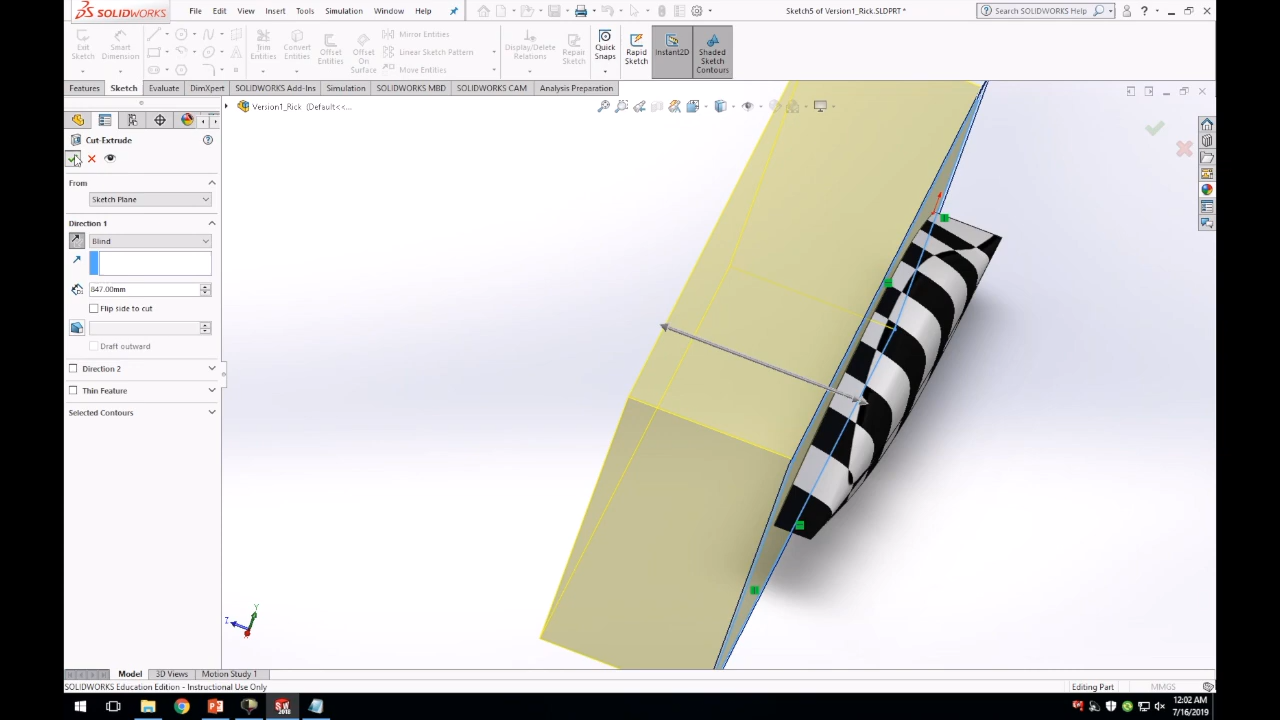 SOLIDWORKS
File
Edit
View
Insert
Tools
Simulation
Window
Help
Sketch5 of Version1_Rick.SLDPRT *
Search SOLIDWORKS Help
Exit Sketch
Smart Dimension
Trim Entities
Convert Entities
Offset Entities
Offset On Surface
Mirror Entities
Linear Sketch Pattern
Move Entities
Display/Delete Relations
Repair Sketch
Quick Snaps
Rapid Sketch
Instant2D
Shaded Sketch Contours
Features
Sketch
Evaluate
DimXpert
SOLIDWORKS Add-Ins
Simulation
SOLIDWORKS MBD
SOLIDWORKS CAM
Analysis Preparation
Version1_Rick (Default<<...
Cut-Extrude
From
Sketch Plane
Direction 1
Blind
847.00mm
Flip side to cut
Draft outward
Direction 2
Thin Feature
Selected Contours
Y
Z
Model
3D Views
Motion Study 1
SOLIDWORKS Education Edition - Instructional Use Only
Editing Part
MMGS
12:02 AM
7/16/2019